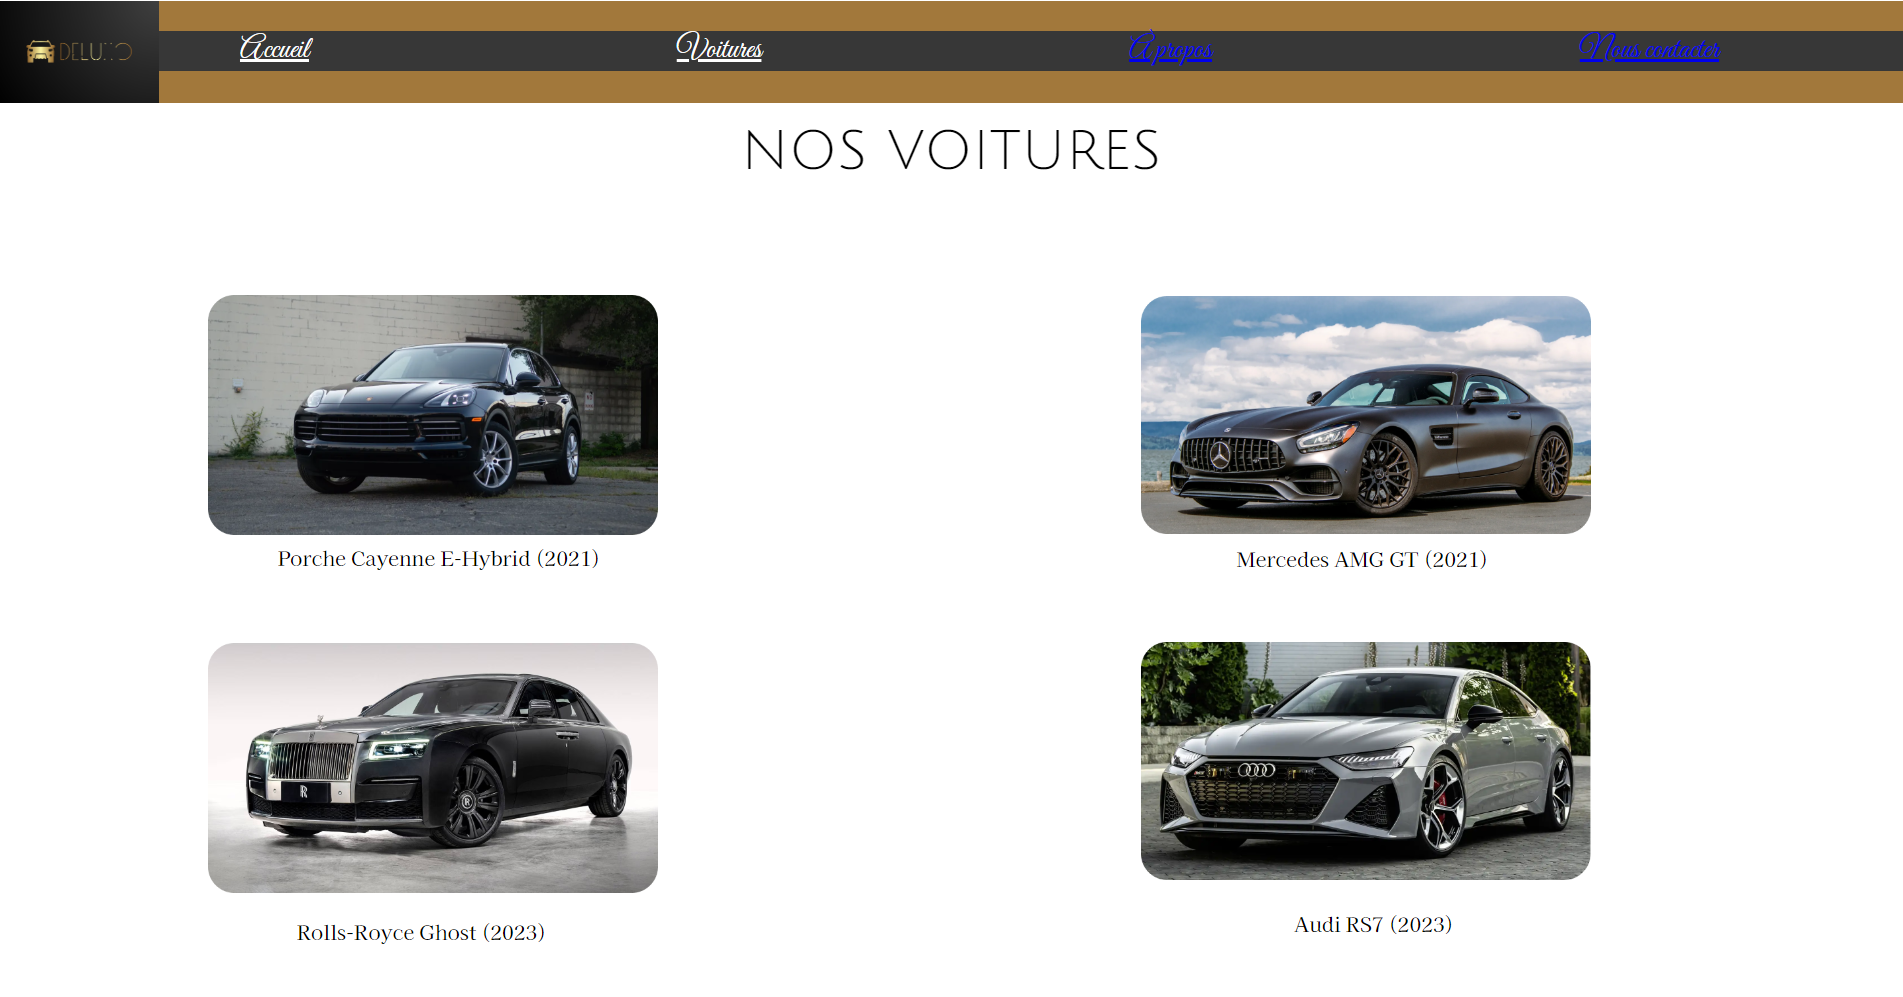 Accueil
Voitures
À propos
Nous contacter
NOS VOITURES
Porche Cayenne E-Hybrid (2021)
Mercedes AMG GT (2021)
Rolls-Royce Ghost (2023)
Audi RS7 (2023)